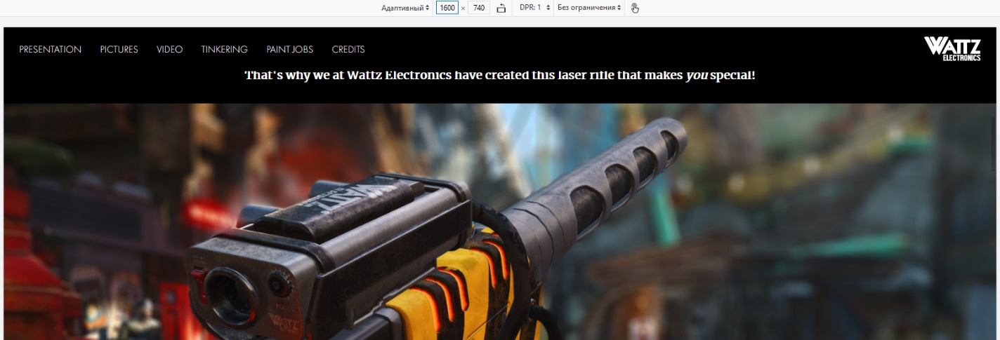 Адаптивный 1600 × 740 DPR: 1 Без ограничения
PRESENTATION PICTURES VIDEO TINKERING PAINT JOBS CREDITS
WATTZ
ELECTRONICS
That's why we at Wattz Electronics have created this laser rifle that makes you special!
WATTZ
WATTZ